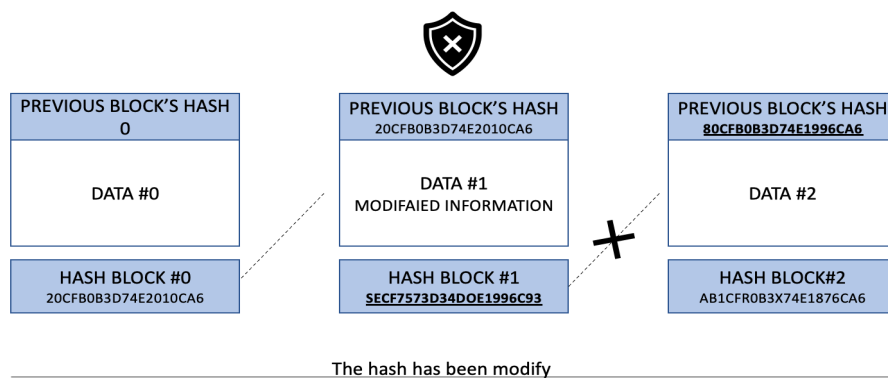 PREVIOUS BLOCK'S HASH
0
DATA #0
HASH BLOCK #0
20CFB0B3D74E2010CA6
PREVIOUS BLOCK'S HASH
20CFB0B3D74E2010CA6
DATA #1
MODIFAIED INFORMATION
HASH BLOCK #1
SECF7573D34DOE1996C93
PREVIOUS BLOCK'S HASH
80CFB0B3D74E1996CA6
DATA #2
HASH BLOCK#2
AB1CFR0B3X74E1876CA6
The hash has been modify